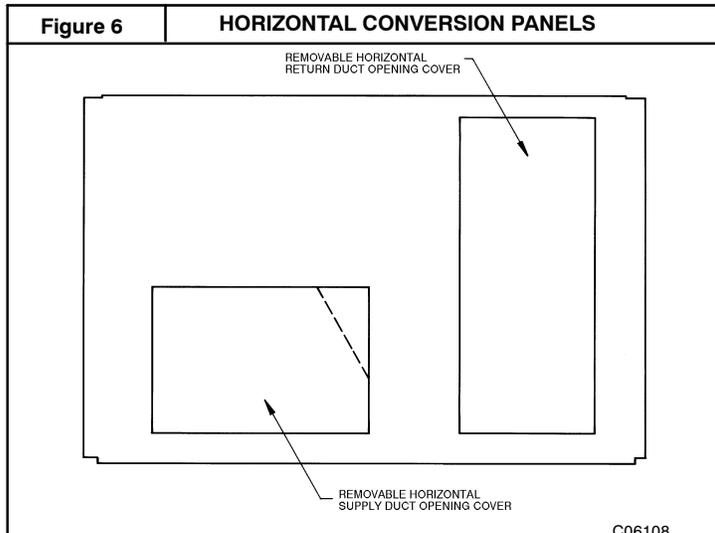 Figure 6
HORIZONTAL CONVERSION PANELS
REMOVABLE HORIZONTAL
RETURN DUCT OPENING COVER
REMOVABLE HORIZONTAL
SUPPLY DUCT OPENING COVER
C06108